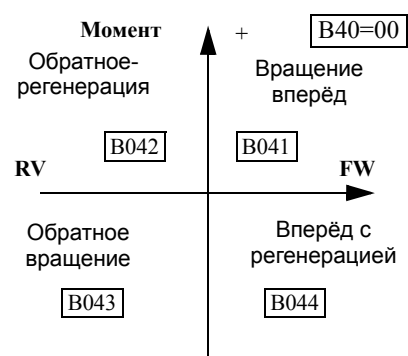 Момент + B40=00
Обратное-
регенерация
Вращение
вперёд
B042 B041
RV FW
Обратное
вращение
Вперёд с
регенерацией
B043 B044